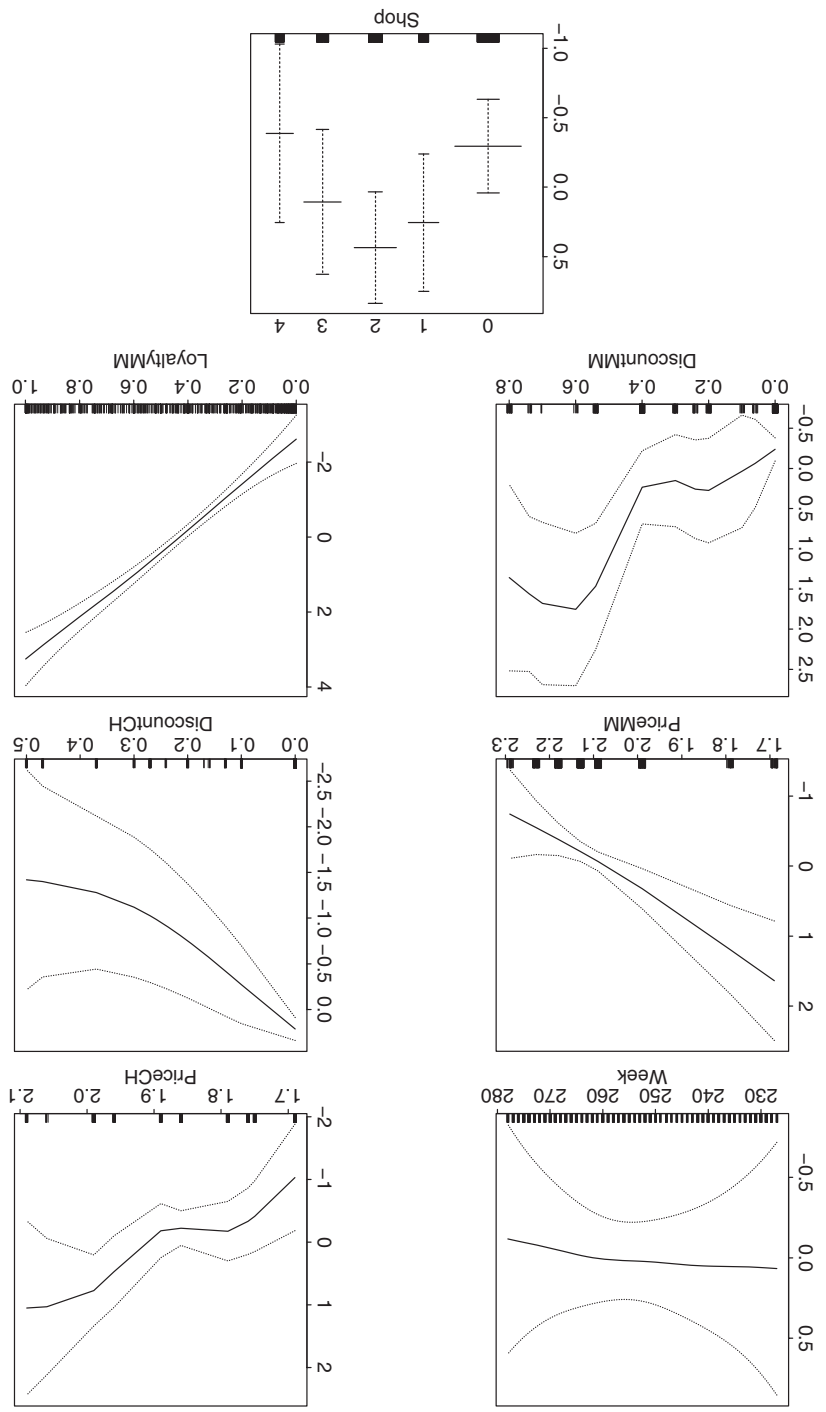 0.5
0.0
−0.5
230 240 250 260 270 280
Week
2
1
0
−1
−2
1.7 1.8 1.9 2.0 2.1
PriceCH
2
1
0
−1
1.7 1.8 1.9 2.0 2.1 2.2 2.3
PriceMM
0.0
−0.5
−1.0
−1.5
−2.0
−2.5
0.0 0.1 0.2 0.3 0.4 0.5
DiscountCH
2.5
2.0
1.5
1.0
0.5
0.0
−0.5
0.0 0.2 0.4 0.6 0.8
DiscountMM
4
2
0
−2
0.0 0.2 0.4 0.6 0.8 1.0
LoyaltyMM
0 1 2 3 4
0.5
0.0
−0.5
−1.0
Shop